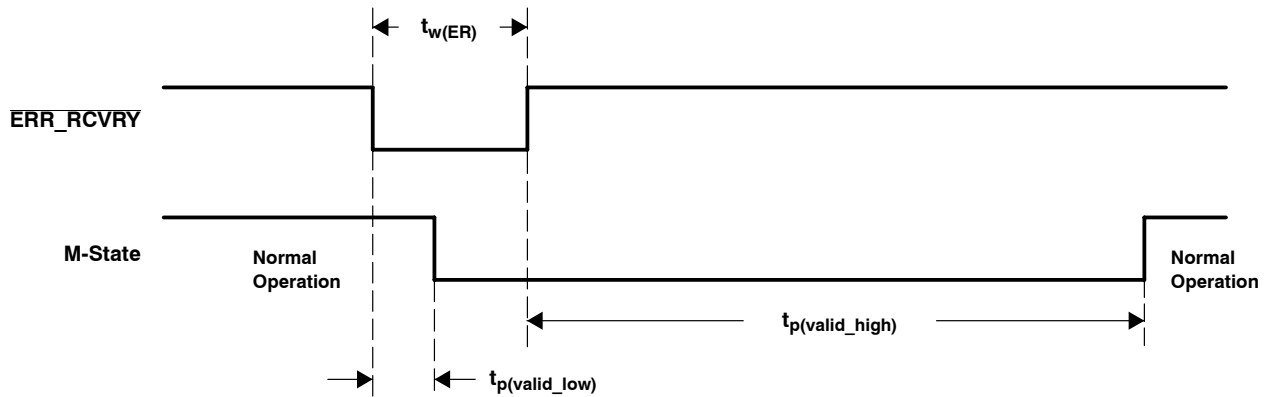 tw(ER)
ERR_RCVRY
M-State
Normal
Operation
Normal
Operation
tp(valid_high)
tp(valid_low)